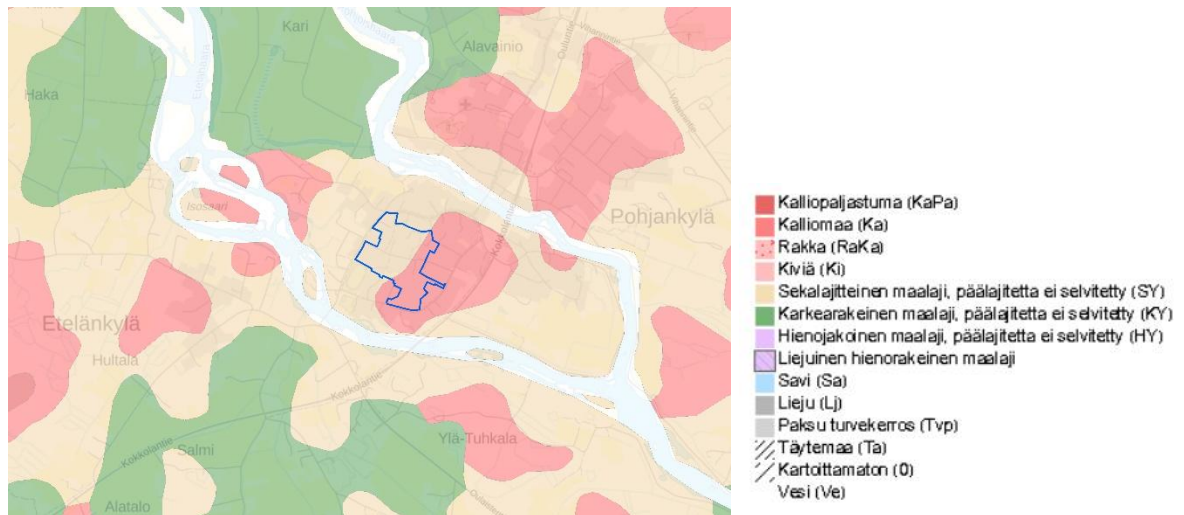 Kari
Alavainio
Haka
Isosaari
Pohjankylä
Kokkolantie
Etelänkylä
Hultala
Kokkolantie
Salmi
Ylä-Tuhkala
Alatalo
Kalliopaljastuma (KaPa)
Kalliomaa (Ka)
Rakka (RaKa)
Kiviä (Ki)
Sekalajitteinen maalaji, päälajitetta ei selvitetty (SY)
Karkearakeinen maalaji, päälajitetta ei selvitetty (KY)
Hienojakoinen maalaji, päälajitetta ei selvitetty (HY)
Liejuinen hienorakeinen maalaji
Savi (Sa)
Lieju (Lj)
Paksu turvekerros (Tvp)
Täytemaa (Ta)
Kartoittamaton (0)
Vesi (Ve)